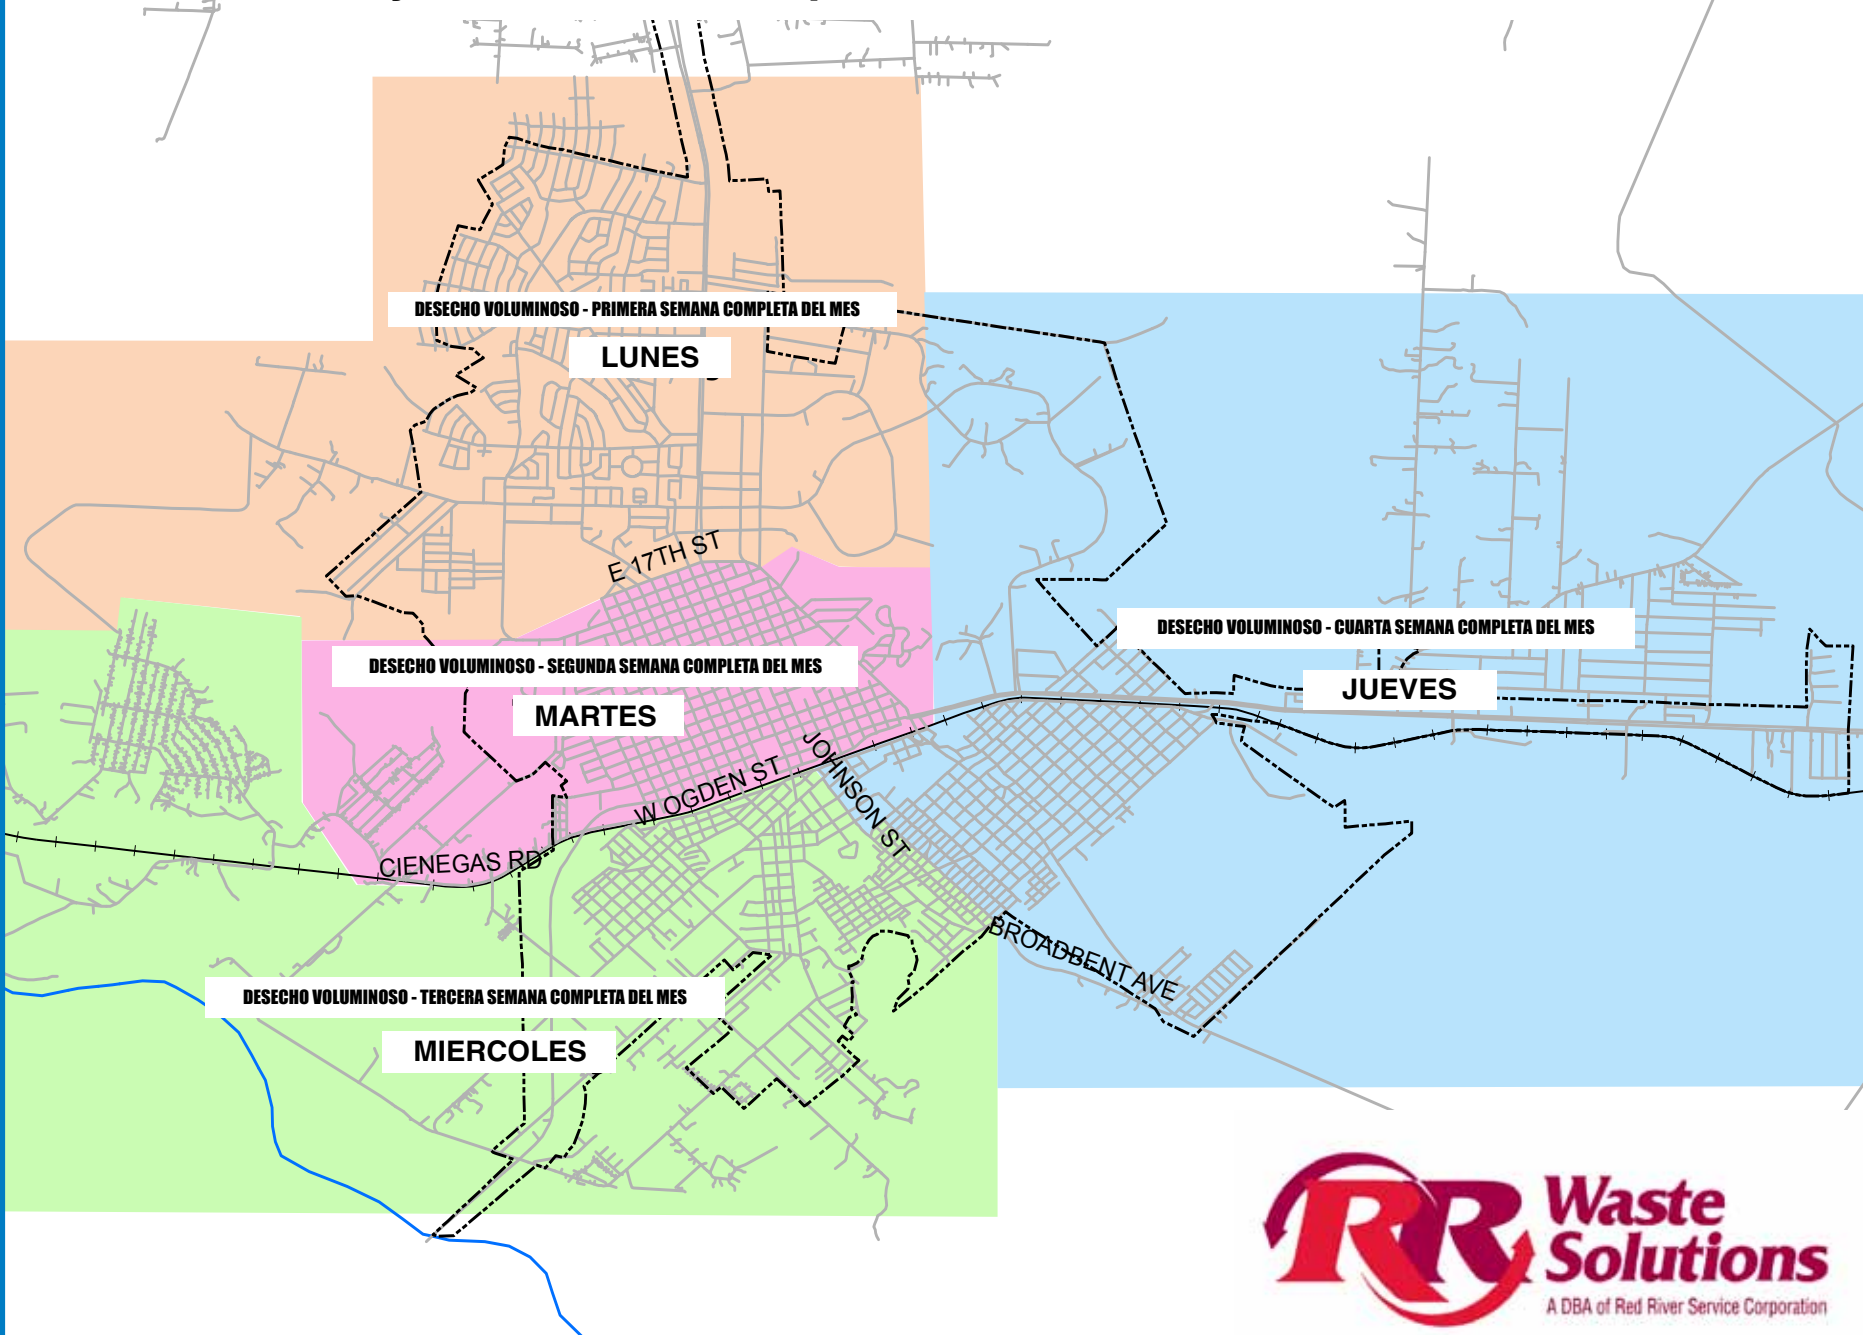 DESECHO VOLUMINOSO - PRIMERA SEMANA COMPLETA DEL MES
LUNES
E 17TH ST
DESECHO VOLUMINOSO - CUARTA SEMANA COMPLETA DEL MES
JUEVES
DESECHO VOLUMINOSO - SEGUNDA SEMANA COMPLETA DEL MES
MARTES
JOHNSON ST
W OGDEN ST
CIENEGAS RD
BROADBENT AVE
DESECHO VOLUMINOSO - TERCERA SEMANA COMPLETA DEL MES
MIERCOLES
RR Waste
Solutions
A DBA of Red River Service Corporation